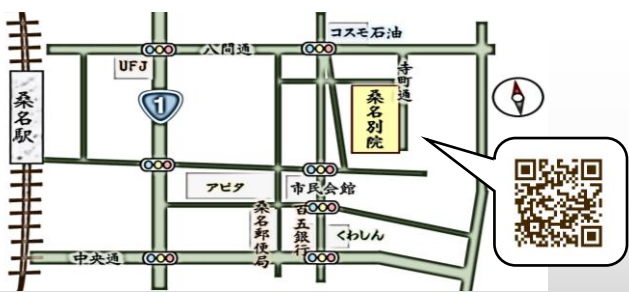 コスモ石油
八間通
UFJ
寺町通
桑名駅
1
桑名別院
アピタ
市民会館
桑名郵便局
百五銀行
くわしん
中央通